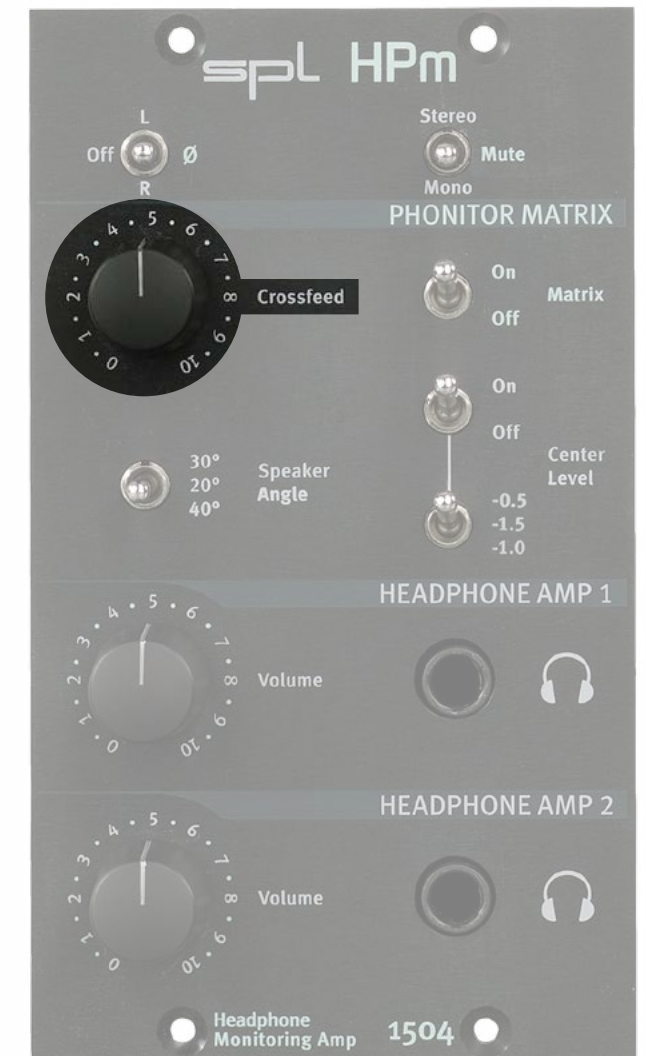 spl HPm
L
Off Ø
R
Stereo
Mute
Mono
PHONITOR MATRIX
0 1 2 3 4 5 6 7 8 9 10
Crossfeed
On
Off
Matrix
On
Off
Center
Level
-0.5
-1.5
-1.0
30°
20°
40°
Speaker
Angle
HEADPHONE AMP 1
0 1 2 3 4 5 6 7 8 9 10
Volume
HEADPHONE AMP 2
0 1 2 3 4 5 6 7 8 9 10
Volume
Headphone
Monitoring Amp
1504